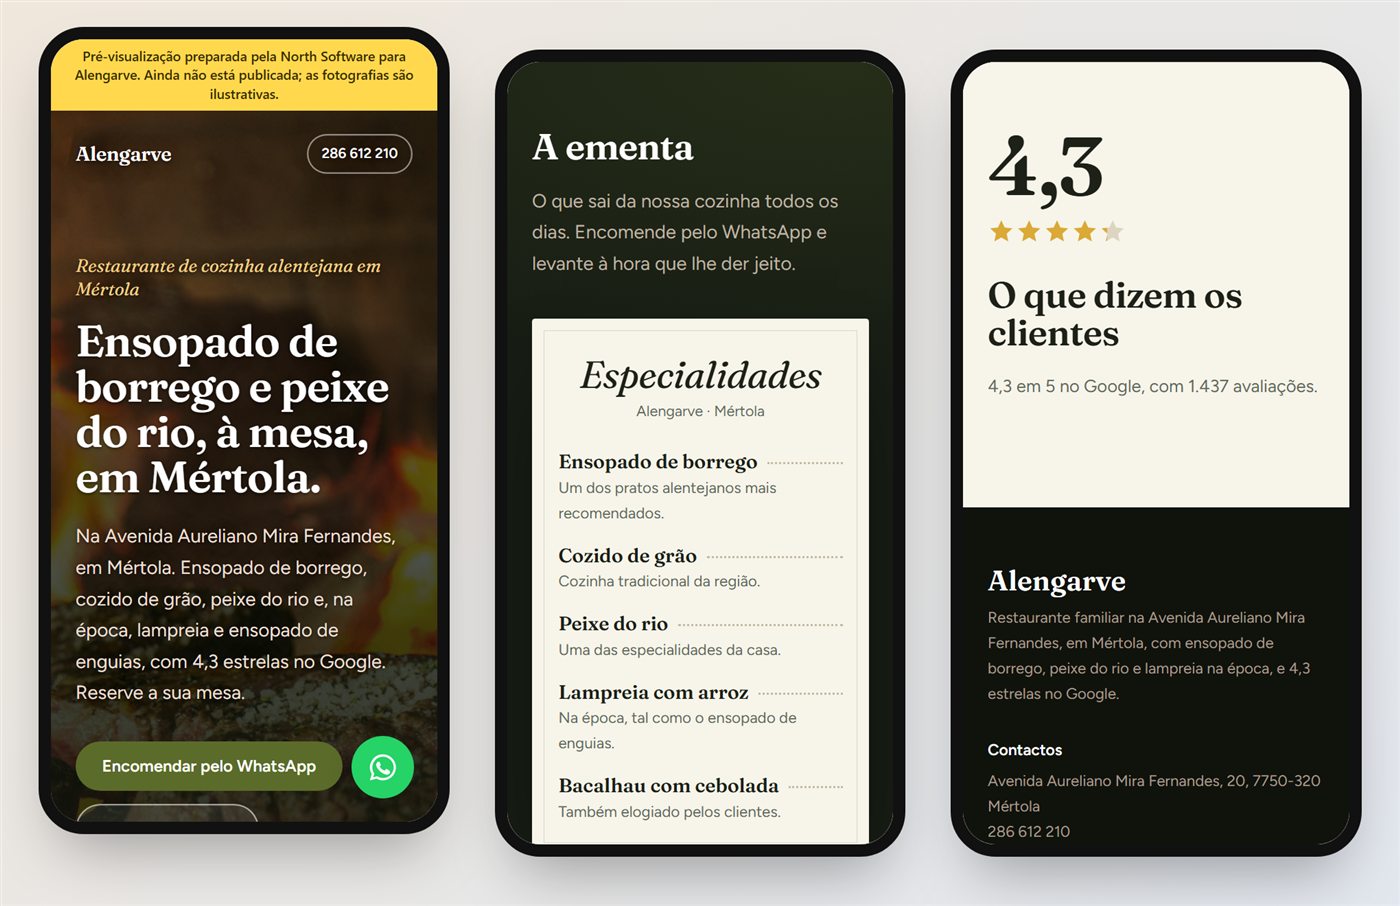 Pré-visualização preparada pela North Software para
Alengarve. Ainda não está publicada; as fotografias são
ilustrativas.
Alengarve
286 612 210
Restaurante de cozinha alentejana em
Mértola
Ensopado de
borrego e peixe
do rio, à mesa,
em Mértola.
Na Avenida Aureliano Mira Fernandes,
em Mértola. Ensopado de borrego,
cozido de grão, peixe do rio e, na
época, lampreia e ensopado de
enguias, com 4,3 estrelas no Google.
Reserve a sua mesa.
Encomendar pelo WhatsApp
A ementa
O que sai da nossa cozinha todos os
dias. Encomende pelo WhatsApp e
levante à hora que lhe der jeito.
Especialidades
Alengarve · Mértola
Ensopado de borrego
Um dos pratos alentejanos mais
recomendados.
Cozido de grão
Cozinha tradicional da região.
Peixe do rio
Uma das especialidades da casa.
Lampreia com arroz
Na época, tal como o ensopado de
enguias.
Bacalhau com cebolada
Também elogiado pelos clientes.
4,3
O que dizem os
clientes
4,3 em 5 no Google, com 1.437 avaliações.
Alengarve
Restaurante familiar na Avenida Aureliano Mira
Fernandes, em Mértola, com ensopado de
borrego, peixe do rio e lampreia na época, e 4,3
estrelas no Google.
Contactos
Avenida Aureliano Mira Fernandes, 20, 7750-320
Mértola
286 612 210